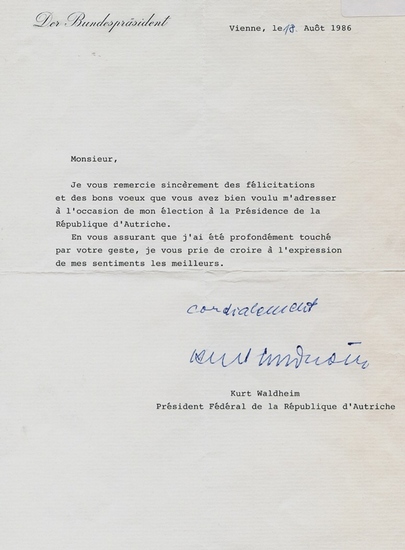 Der Bundespräsident
Vienne, le 18. Auôt 1986
Monsieur,
Je vous remercie sincèrement des félicitations
et des bons voeux que vous avez bien voulu m'adresser
à l'occasion de mon élection à la Présidence de la
République d'Autriche.
En vous assurant que j'ai été profondément touché
par votre geste, je vous prie de croire à l'expression
de mes sentiments les meilleurs.
cordialement
Kurt Waldheim
Kurt Waldheim
Président Fédéral de la République d'Autriche